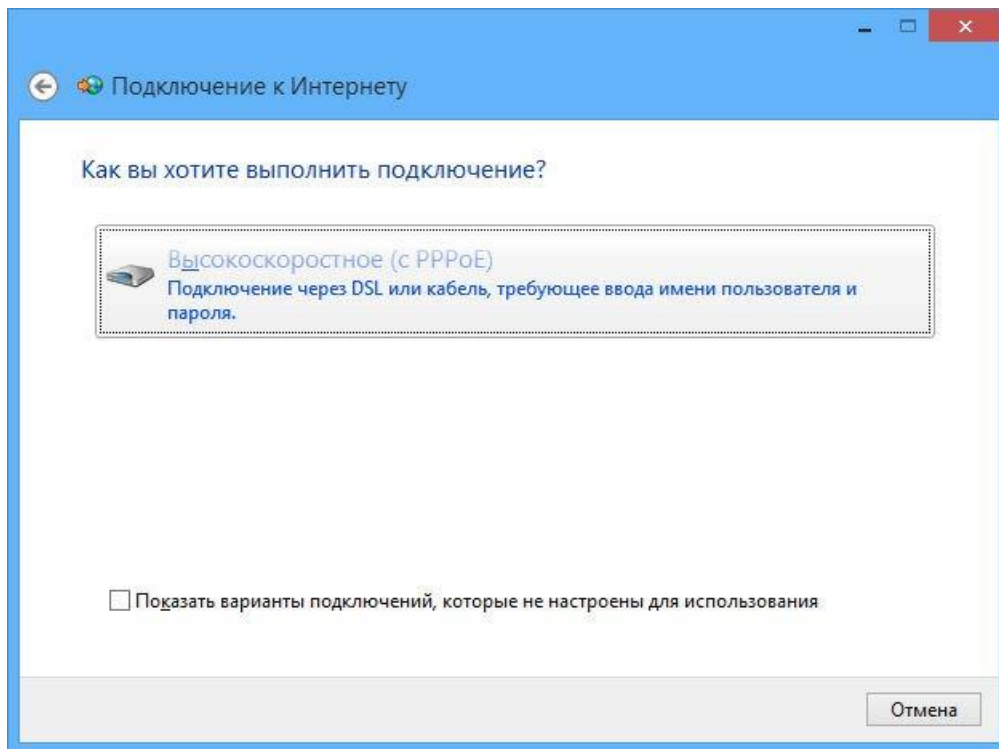 Подключение к Интернету
Как вы хотите выполнить подключение?
Высокоскоростное (с PPPoE)
Подключение через DSL или кабель, требующее ввода имени пользователя и
пароля.
Показать варианты подключений, которые не настроены для использования
Отмена